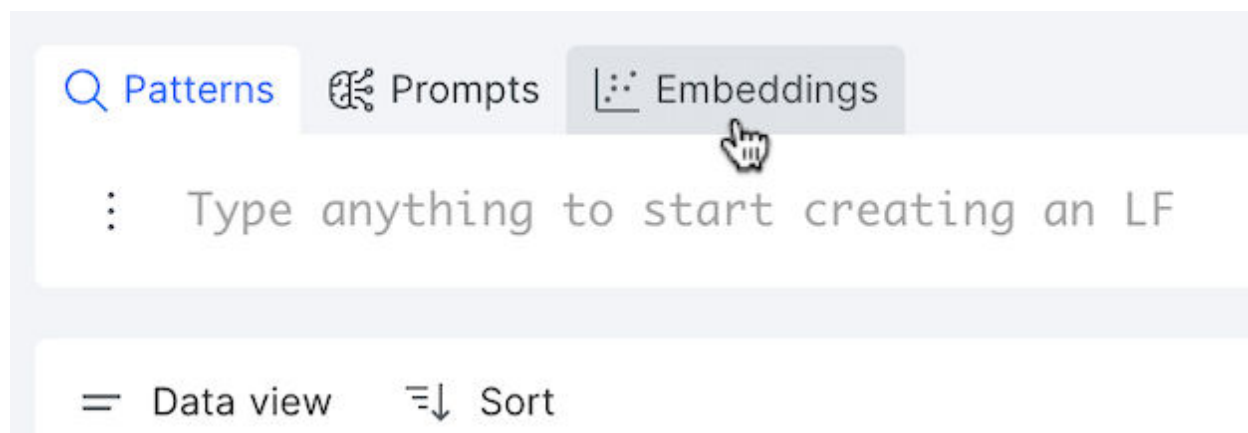 Patterns Prompts Embeddings
Type anything to start creating an LF
Data view Sort